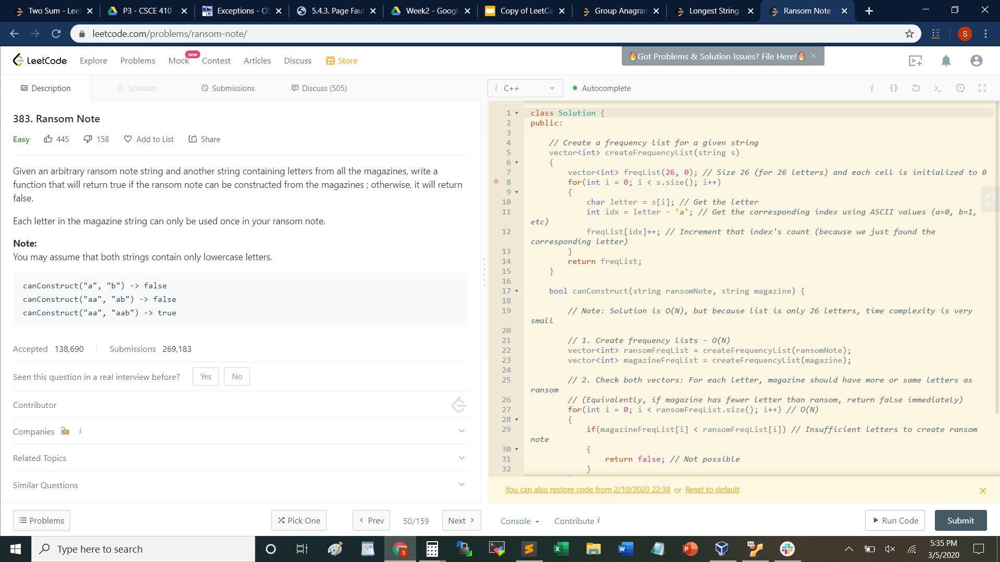 Two Sum - Leet
P3 - CSCE 410
Exceptions - OS
5.4.3. Page Faul
Week2 - Googl
Copy of LeetCo
Group Anagram
Longest String
Ransom Note -
leetcode.com/problems/ransom-note/
S
LeetCode
Explore
Problems
Mock
new
Contest
Articles
Discuss
Store
🔥Got Problems & Solution Issues? File Here!🔥
Description
Solution
Submissions
Discuss (505)
i C++
Autocomplete
383. Ransom Note
Easy 445 158 Add to List Share
Given an arbitrary ransom note string and another string containing letters from all the magazines, write a
function that will return true if the ransom note can be constructed from the magazines ; otherwise, it will return
false.
Each letter in the magazine string can only be used once in your ransom note.
Note:
You may assume that both strings contain only lowercase letters.
canConstruct("a", "b") -> false
canConstruct("aa", "ab") -> false
canConstruct("aa", "aab") -> true
Accepted 138,690 Submissions 269,183
Seen this question in a real interview before? Yes No
Contributor
Companies i
Related Topics
Similar Questions
Problems
Pick One
Prev
50/159
Next
1 class Solution {
2 public:
3
4 // Create a frequency list for a given string
5 vector<int> createFrequencyList(string s)
6 {
7 vector<int> freqList(26, 0); // Size 26 (for 26 letters) and each cell is initialized to 0
8 for(int i = 0; i < s.size(); i++)
9 {
10 char letter = s[i]; // Get the letter
11 int idx = letter - 'a'; // Get the corresponding index using ASCII values (a=0, b=1,
etc)
12 freqList[idx]++; // Increment that index's count (because we just found the
corresponding letter)
13 }
14 return freqList;
15 }
16
17 bool canConstruct(string ransomNote, string magazine) {
18
19 // Note: Solution is O(N), but because list is only 26 letters, time complexity is very
small
20
21 // 1. Create frequency lists - O(N)
22 vector<int> ransomFreqList = createFrequencyList(ransomNote);
23 vector<int> magazineFreqList = createFrequencyList(magazine);
24
25 // 2. Check both vectors: For each letter, magazine should have more or same letters as
ransom
26 // (Equivalently, if magazine has fewer letter than ransom, return false immediately)
27 for(int i = 0; i < ransomFreqList.size(); i++) // O(N)
28 {
29 if(magazineFreqList[i] < ransomFreqList[i]) // Insufficient letters to create ransom
note
30 {
31 return false; // Not possible
32 }
You can also restore code from 2/10/2020 22:38 or Reset to default
Console
Contribute i
Run Code
Submit
Type here to search
5:35 PM
3/5/2020